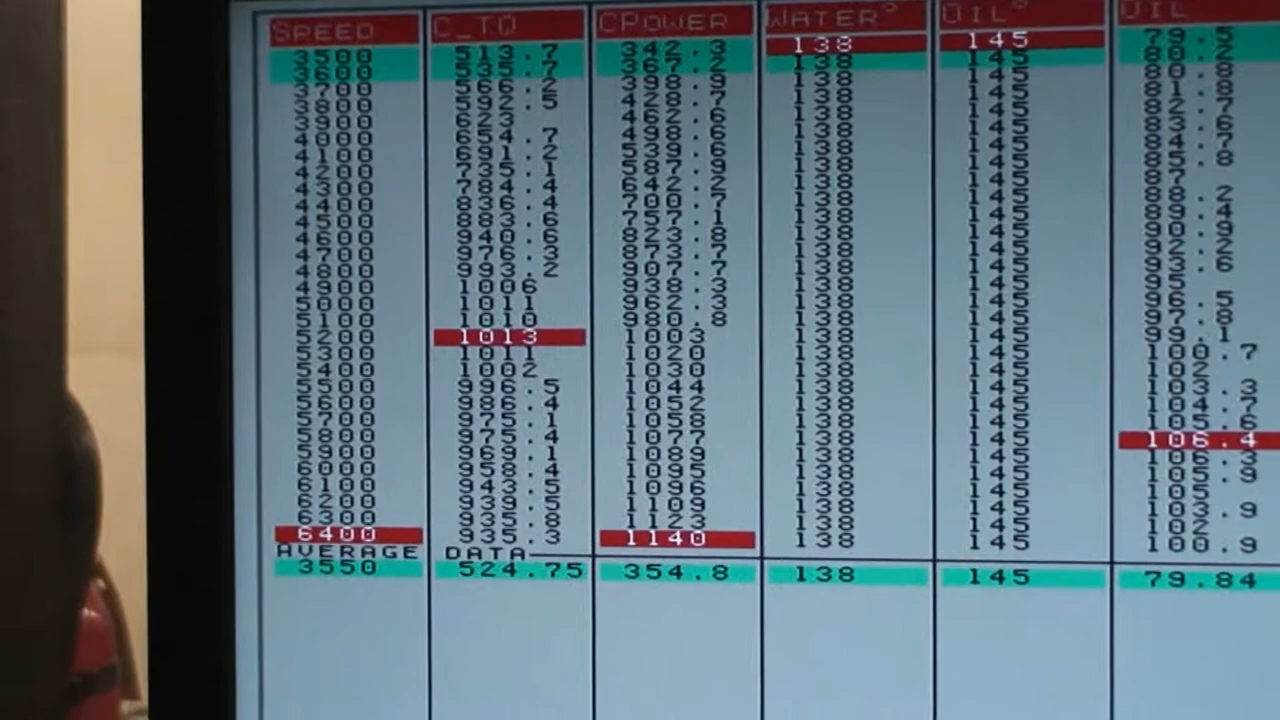 SPEED C_TQ CPOWER WATER° OIL° OIL
3500 513.7 342.3 138 145 79.5
3600 535.7 367.2 138 145 80.2
3700 566.2 398.9 138 145
3800 592.5 428.7 138 145 81.8
3900 623 462.6 138 145 82.7
4000 654.7 498.6 138 145 83.6
4100 691.2 539.6 138 145 84.7
4200 735.1 587.9 138 145 85.8
4300 784.4 642.2 138 145 87
4400 836.4 700.7 138 145 88.2
4500 883.6 757.1 138 145 89.4
4600 940.6 823.8 138 145 90.9
4700 976.3 873.7 138 145 92.2
4800 993.2 907.7 138 145 93.6
4900 1006 938.3 138 145 95
5000 1011 962.3 138 145 96.5
5100 1010 980.8 138 145 97.8
5200 1013 1003 138 145 99.1
5300 1011 1020 138 145 100.7
5400 1002 1030 138 145 102
5500 996.5 1044 138 145 103.3
5600 986.4 1052 138 145 104.7
5700 975.1 1058 138 145 105.6
5800 975.4 1077 138 145 106.4
5900 969.1 1089 138 145 106.3
6000 958.4 1095 138 145 105.9
6100 943.5 1096 138 145 105
6200 939.5 1109 138 145 103.9
6300 935.8 1123 138 145 102
6400 935.3 1140 138 145 100.9
AVERAGE DATA
3550 524.75 354.8 138 145 79.84